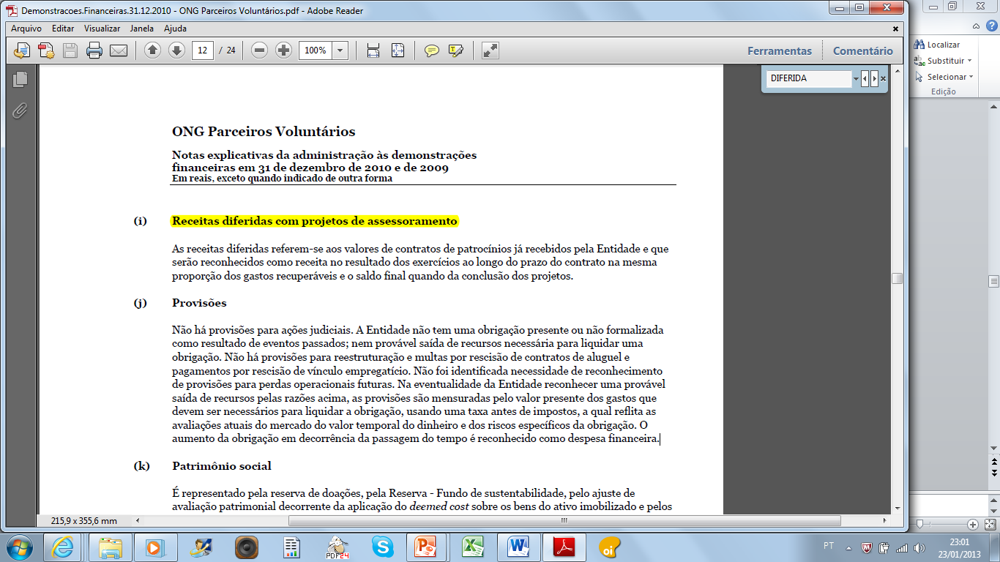 Demonstracoes.Financeiras.31.12.2010 - ONG Parceiros Voluntários.pdf - Adobe Reader
Arquivo Editar Visualizar Janela Ajuda
12 / 24 100% Ferramentas Comentário
DIFERIDA
Localizar
Substituir
Selecionar
Edição
ONG Parceiros Voluntários
Notas explicativas da administração às demonstrações
financeiras em 31 de dezembro de 2010 e de 2009
Em reais, exceto quando indicado de outra forma
(i) Receitas diferidas com projetos de assessoramento
As receitas diferidas referem-se aos valores de contratos de patrocínios já recebidos pela Entidade e que
serão reconhecidos como receita no resultado dos exercícios ao longo do prazo do contrato na mesma
proporção dos gastos recuperáveis e o saldo final quando da conclusão dos projetos.
(j) Provisões
Não há provisões para ações judiciais. A Entidade não tem uma obrigação presente ou não formalizada
como resultado de eventos passados; nem provável saída de recursos necessária para liquidar uma
obrigação. Não há provisões para reestruturação e multas por rescisão de contratos de aluguel e
pagamentos por rescisão de vínculo empregatício. Não foi identificada necessidade de reconhecimento
de provisões para perdas operacionais futuras. Na eventualidade da Entidade reconhecer uma provável
saída de recursos pelas razões acima, as provisões são mensuradas pelo valor presente dos gastos que
devem ser necessários para liquidar a obrigação, usando uma taxa antes de impostos, a qual reflita as
avaliações atuais do mercado do valor temporal do dinheiro e dos riscos específicos da obrigação. O
aumento da obrigação em decorrência da passagem do tempo é reconhecido como despesa financeira.
(k) Patrimônio social
É representado pela reserva de doações, pela Reserva - Fundo de sustentabilidade, pelo ajuste de
avaliação patrimonial decorrente da aplicação do deemed cost sobre os bens do ativo imobilizado e pelos
215,9 x 355,6 mm
PDF24
oi
PT
23:01
23/01/2013